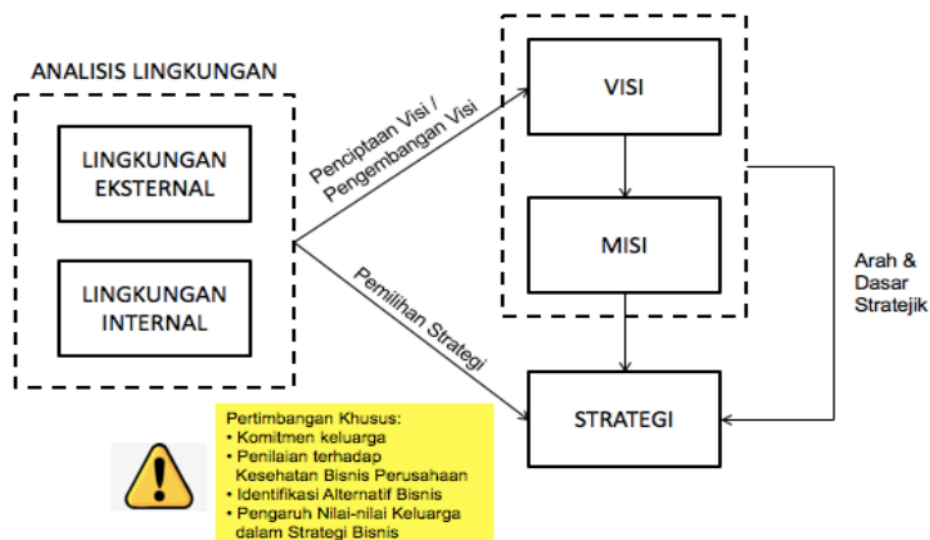 ANALISIS LINGKUNGAN
LINGKUNGAN
EKSTERNAL
LINGKUNGAN
INTERNAL
Penciptaan Visi /
Pengembangan Visi
Pemilihan Strategi
VISI
MISI
STRATEGI
Arah &
Dasar
Stratejik
Pertimbangan Khusus:
• Komitmen keluarga
• Penilaian terhadap
Kesehatan Bisnis Perusahaan
• Identifikasi Alternatif Bisnis
• Pengaruh Nilai-nilai Keluarga
dalam Strategi Bisnis